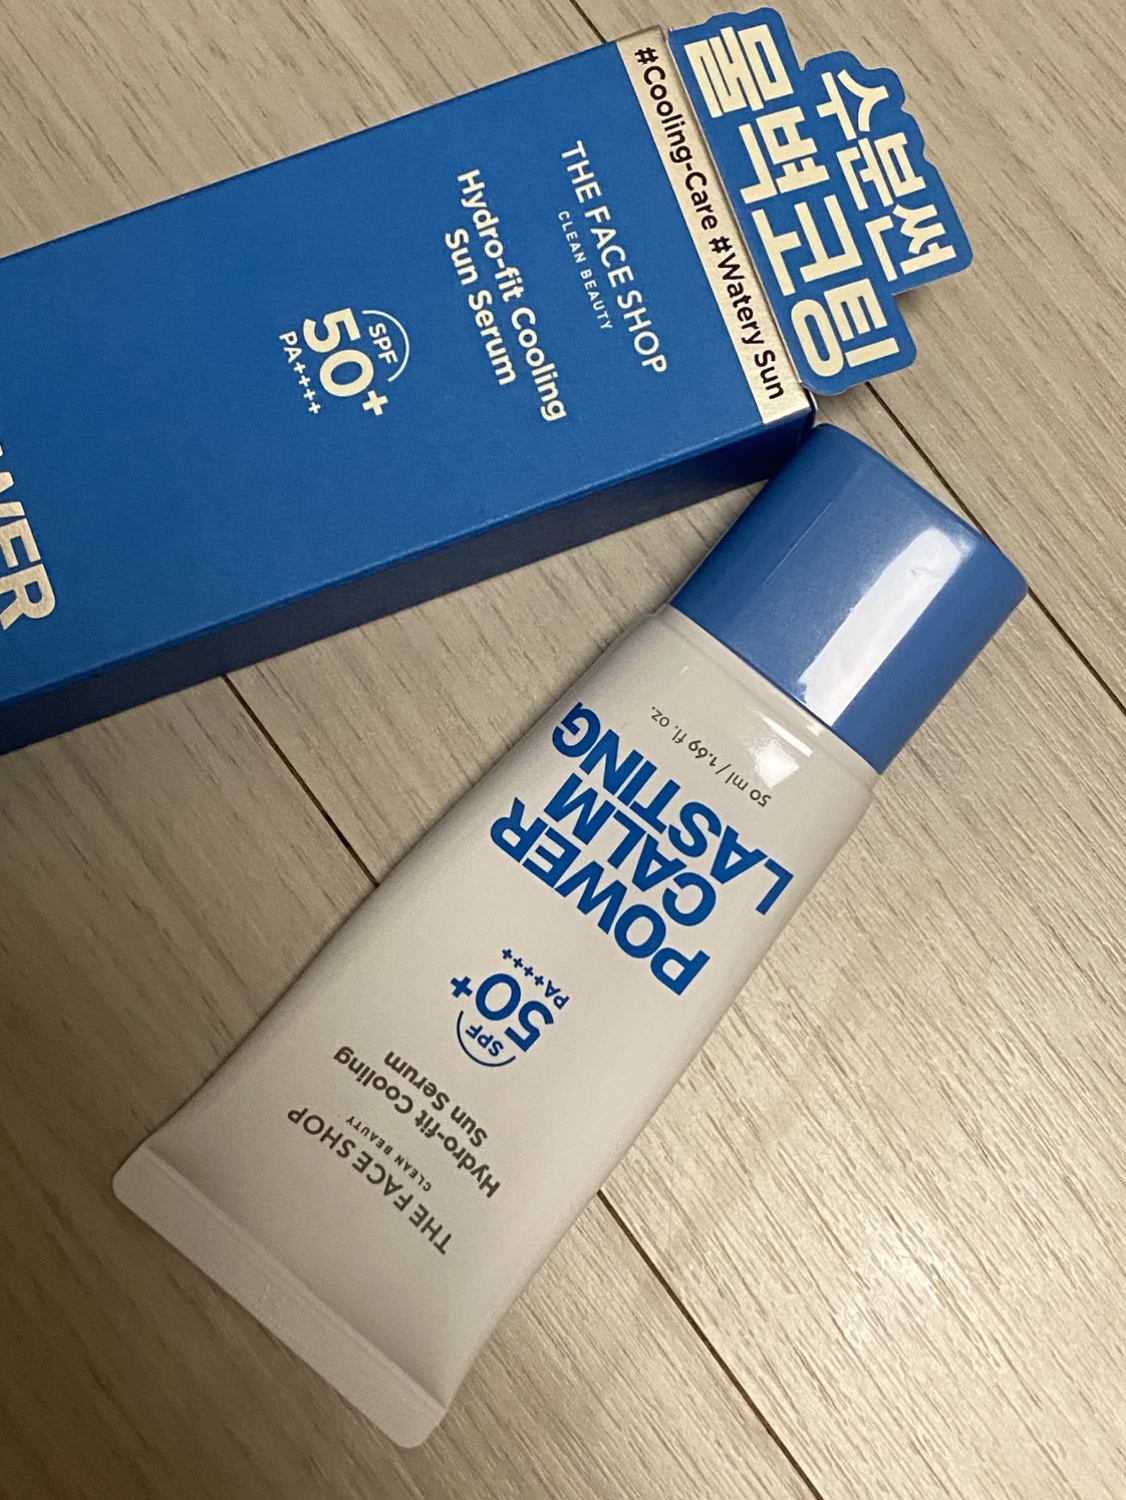 수분썬
물벽코팅
#Cooling-Care #Watery Sun
THE FACE SHOP
CLEAN BEAUTY
Hydro-fit Cooling
Sun Serum
SPF
50+
PA++++
THE FACE SHOP
CLEAN BEAUTY
Hydro-fit Cooling
Sun Serum
SPF
50+
PA++++
POWER
CALM
LASTING
50 ml / 1.69 fl. oz.